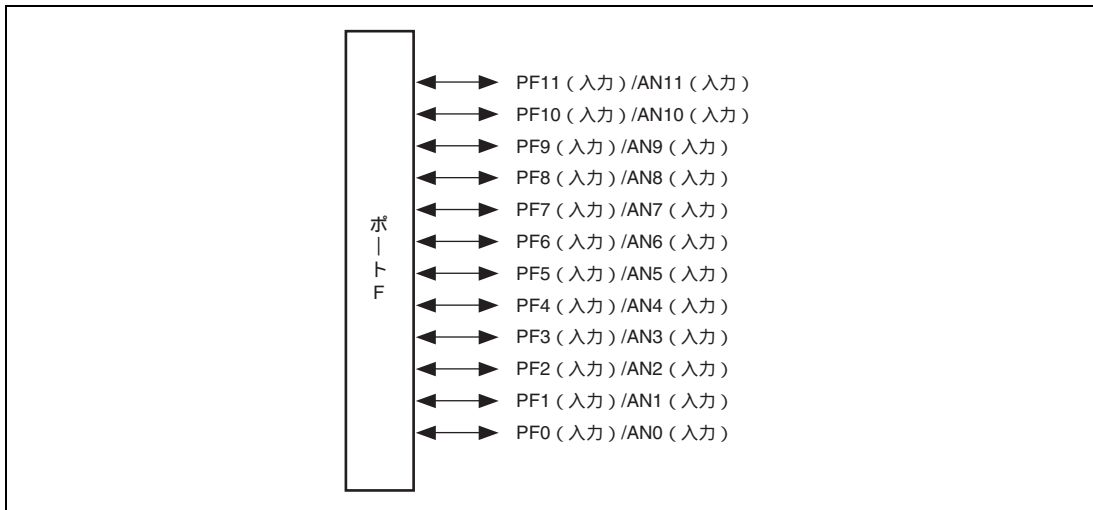 ポートF
PF11 (入力) /AN11 (入力)
PF10 (入力) /AN10 (入力)
PF9 (入力) /AN9 (入力)
PF8 (入力) /AN8 (入力)
PF7 (入力) /AN7 (入力)
PF6 (入力) /AN6 (入力)
PF5 (入力) /AN5 (入力)
PF4 (入力) /AN4 (入力)
PF3 (入力) /AN3 (入力)
PF2 (入力) /AN2 (入力)
PF1 (入力) /AN1 (入力)
PF0 (入力) /AN0 (入力)